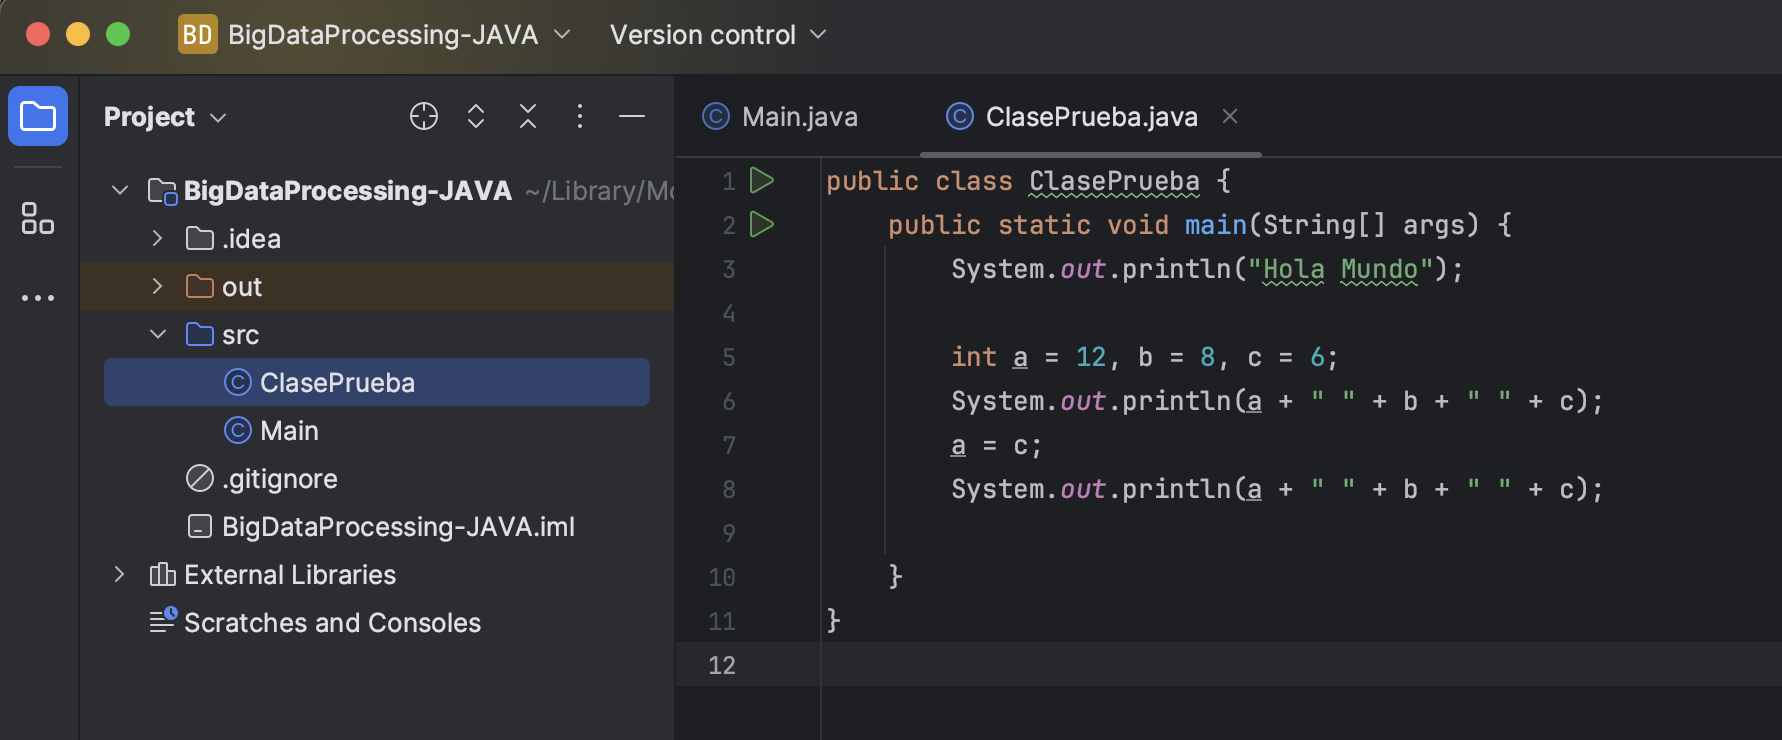 BD BigDataProcessing-JAVA Version control
Project
BigDataProcessing-JAVA ~/Library/Mo
.idea
out
src
ClasePrueba
Main
.gitignore
BigDataProcessing-JAVA.iml
External Libraries
Scratches and Consoles
Main.java ClasePrueba.java
1 public class ClasePrueba {
2 public static void main(String[] args) {
3 System.out.println("Hola Mundo");
4
5 int a = 12, b = 8, c = 6;
6 System.out.println(a + " " + b + " " + c);
7 a = c;
8 System.out.println(a + " " + b + " " + c);
9
10 }
11 }
12